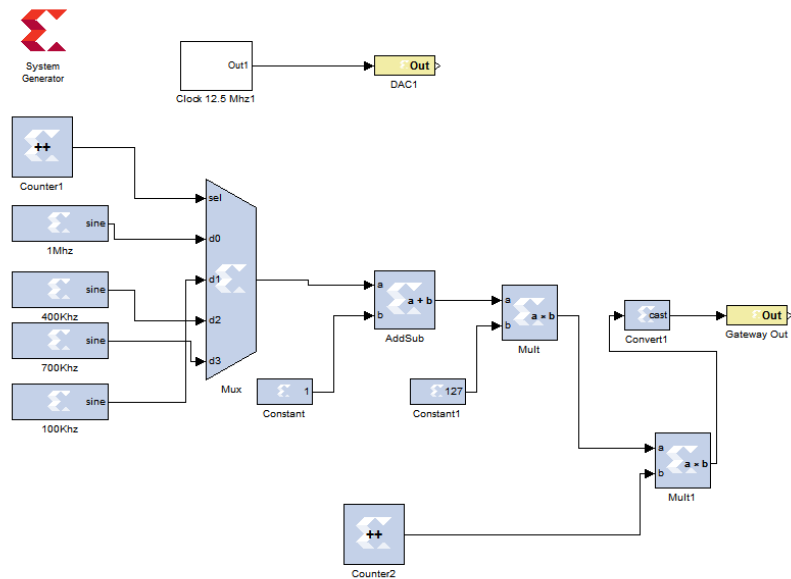 System
Generator
Out1
Clock 12.5 Mhz1
Out
DAC1
++
Counter1
sine
1Mhz
sine
400Khz
sine
700Khz
sine
100Khz
sel
d0
d1
d2
d3
Mux
1
Constant
a
b
a + b
AddSub
127
Constant1
a
b
a × b
Mult
cast
Convert1
Out
Gateway Out
a
b
a × b
Mult1
++
Counter2